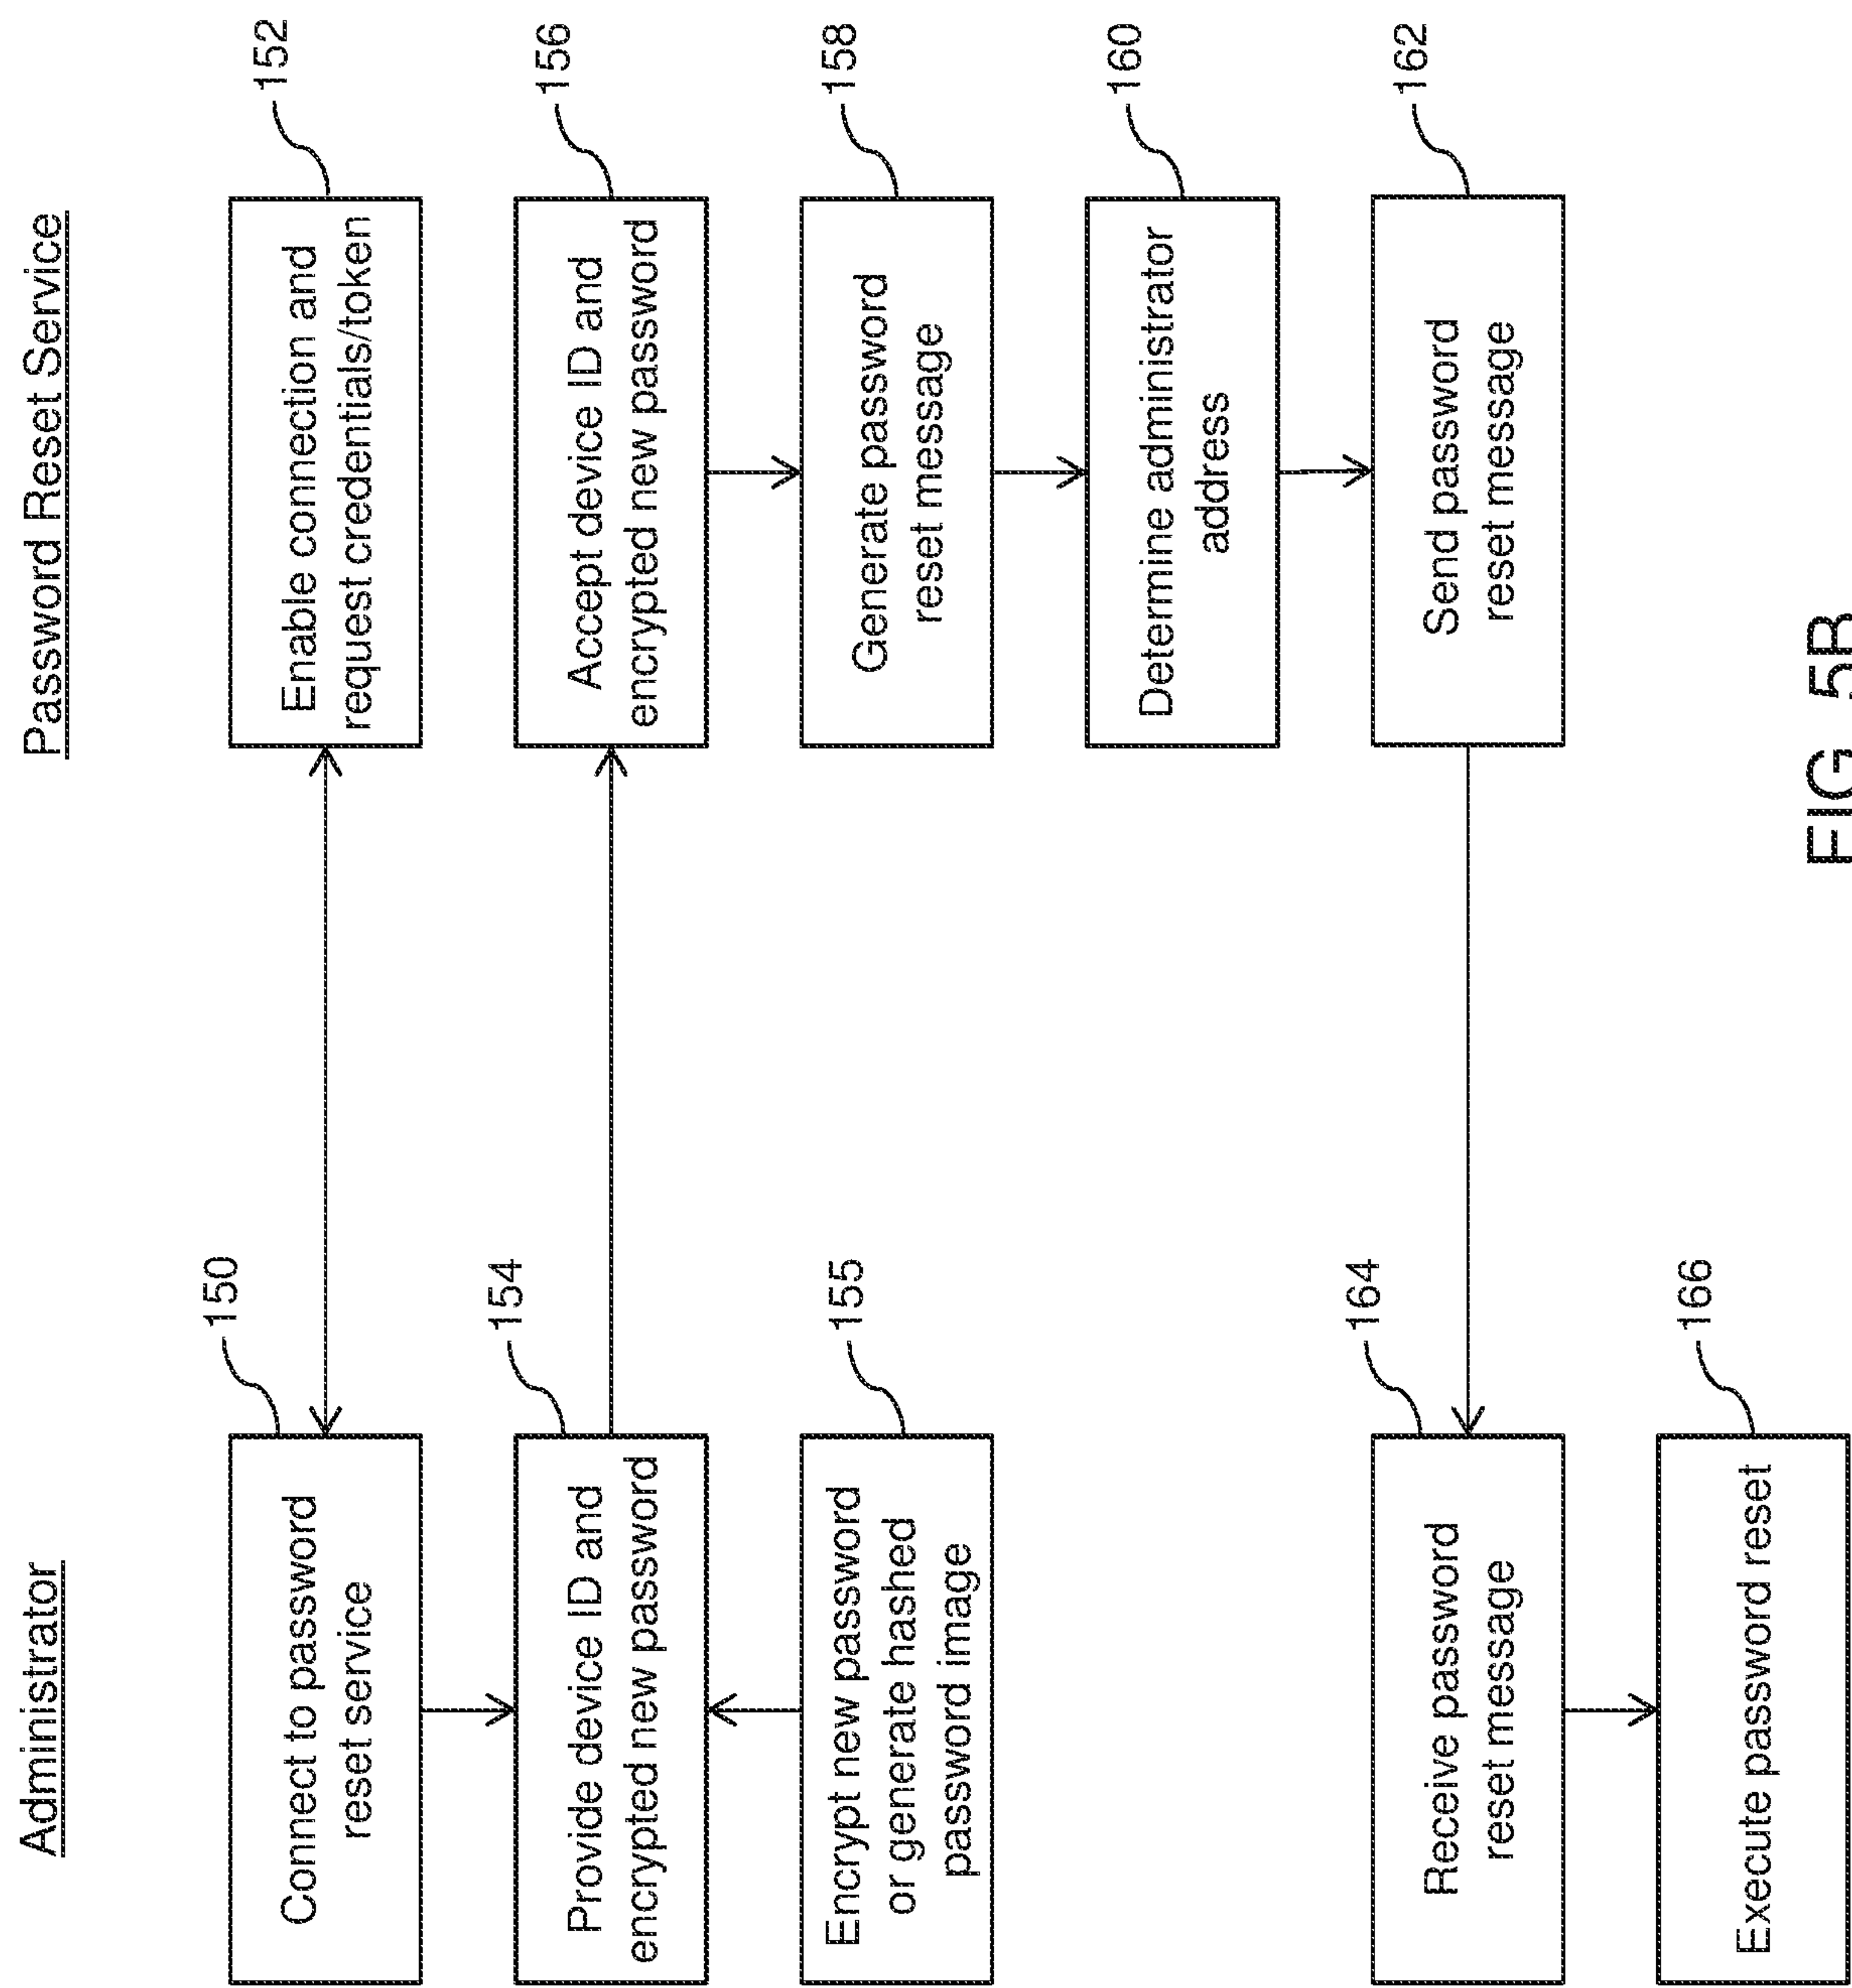 Administrator
Password Reset Service
150
Connect to password
reset service
152
Enable connection and
request credentials/token
154
Provide device ID and
encrypted new password
156
Accept device ID and
encrypted new password
155
Encrypt new password
or generate hashed
password image
158
Generate password
reset message
160
Determine administrator
address
164
Receive password
reset message
162
Send password
reset message
166
Execute password reset
FIG. 5B